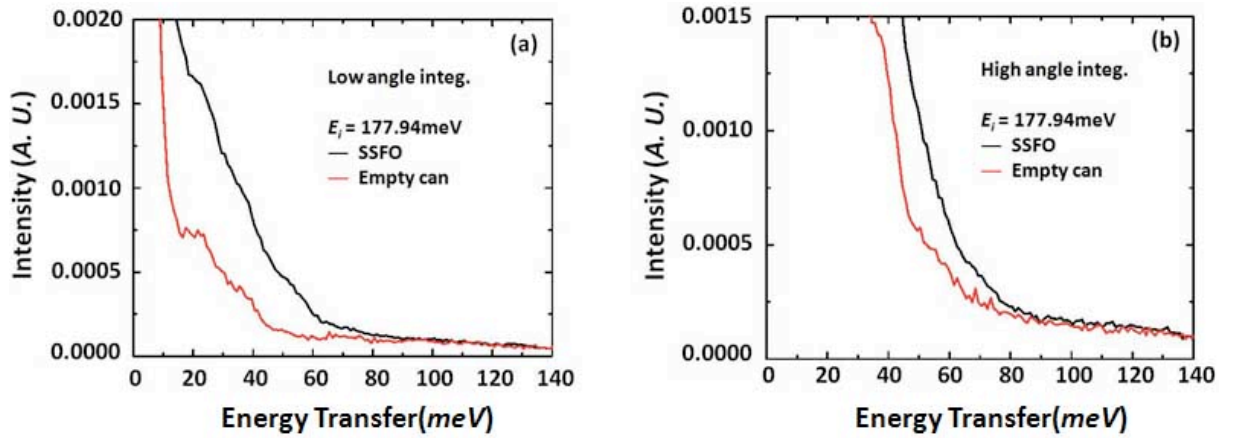 (a)
Low angle integ.
E_i = 177.94meV
SSFO
Empty can
0.0020
0.0015
0.0010
0.0005
0.0000
Intensity (A. U.)
0 20 40 60 80 100 120 140
Energy Transfer(meV)
(b)
High angle integ.
E_i = 177.94meV
SSFO
Empty can
0.0015
0.0010
0.0005
0.0000
Intensity (A. U.)
0 20 40 60 80 100 120 140
Energy Transfer(meV)